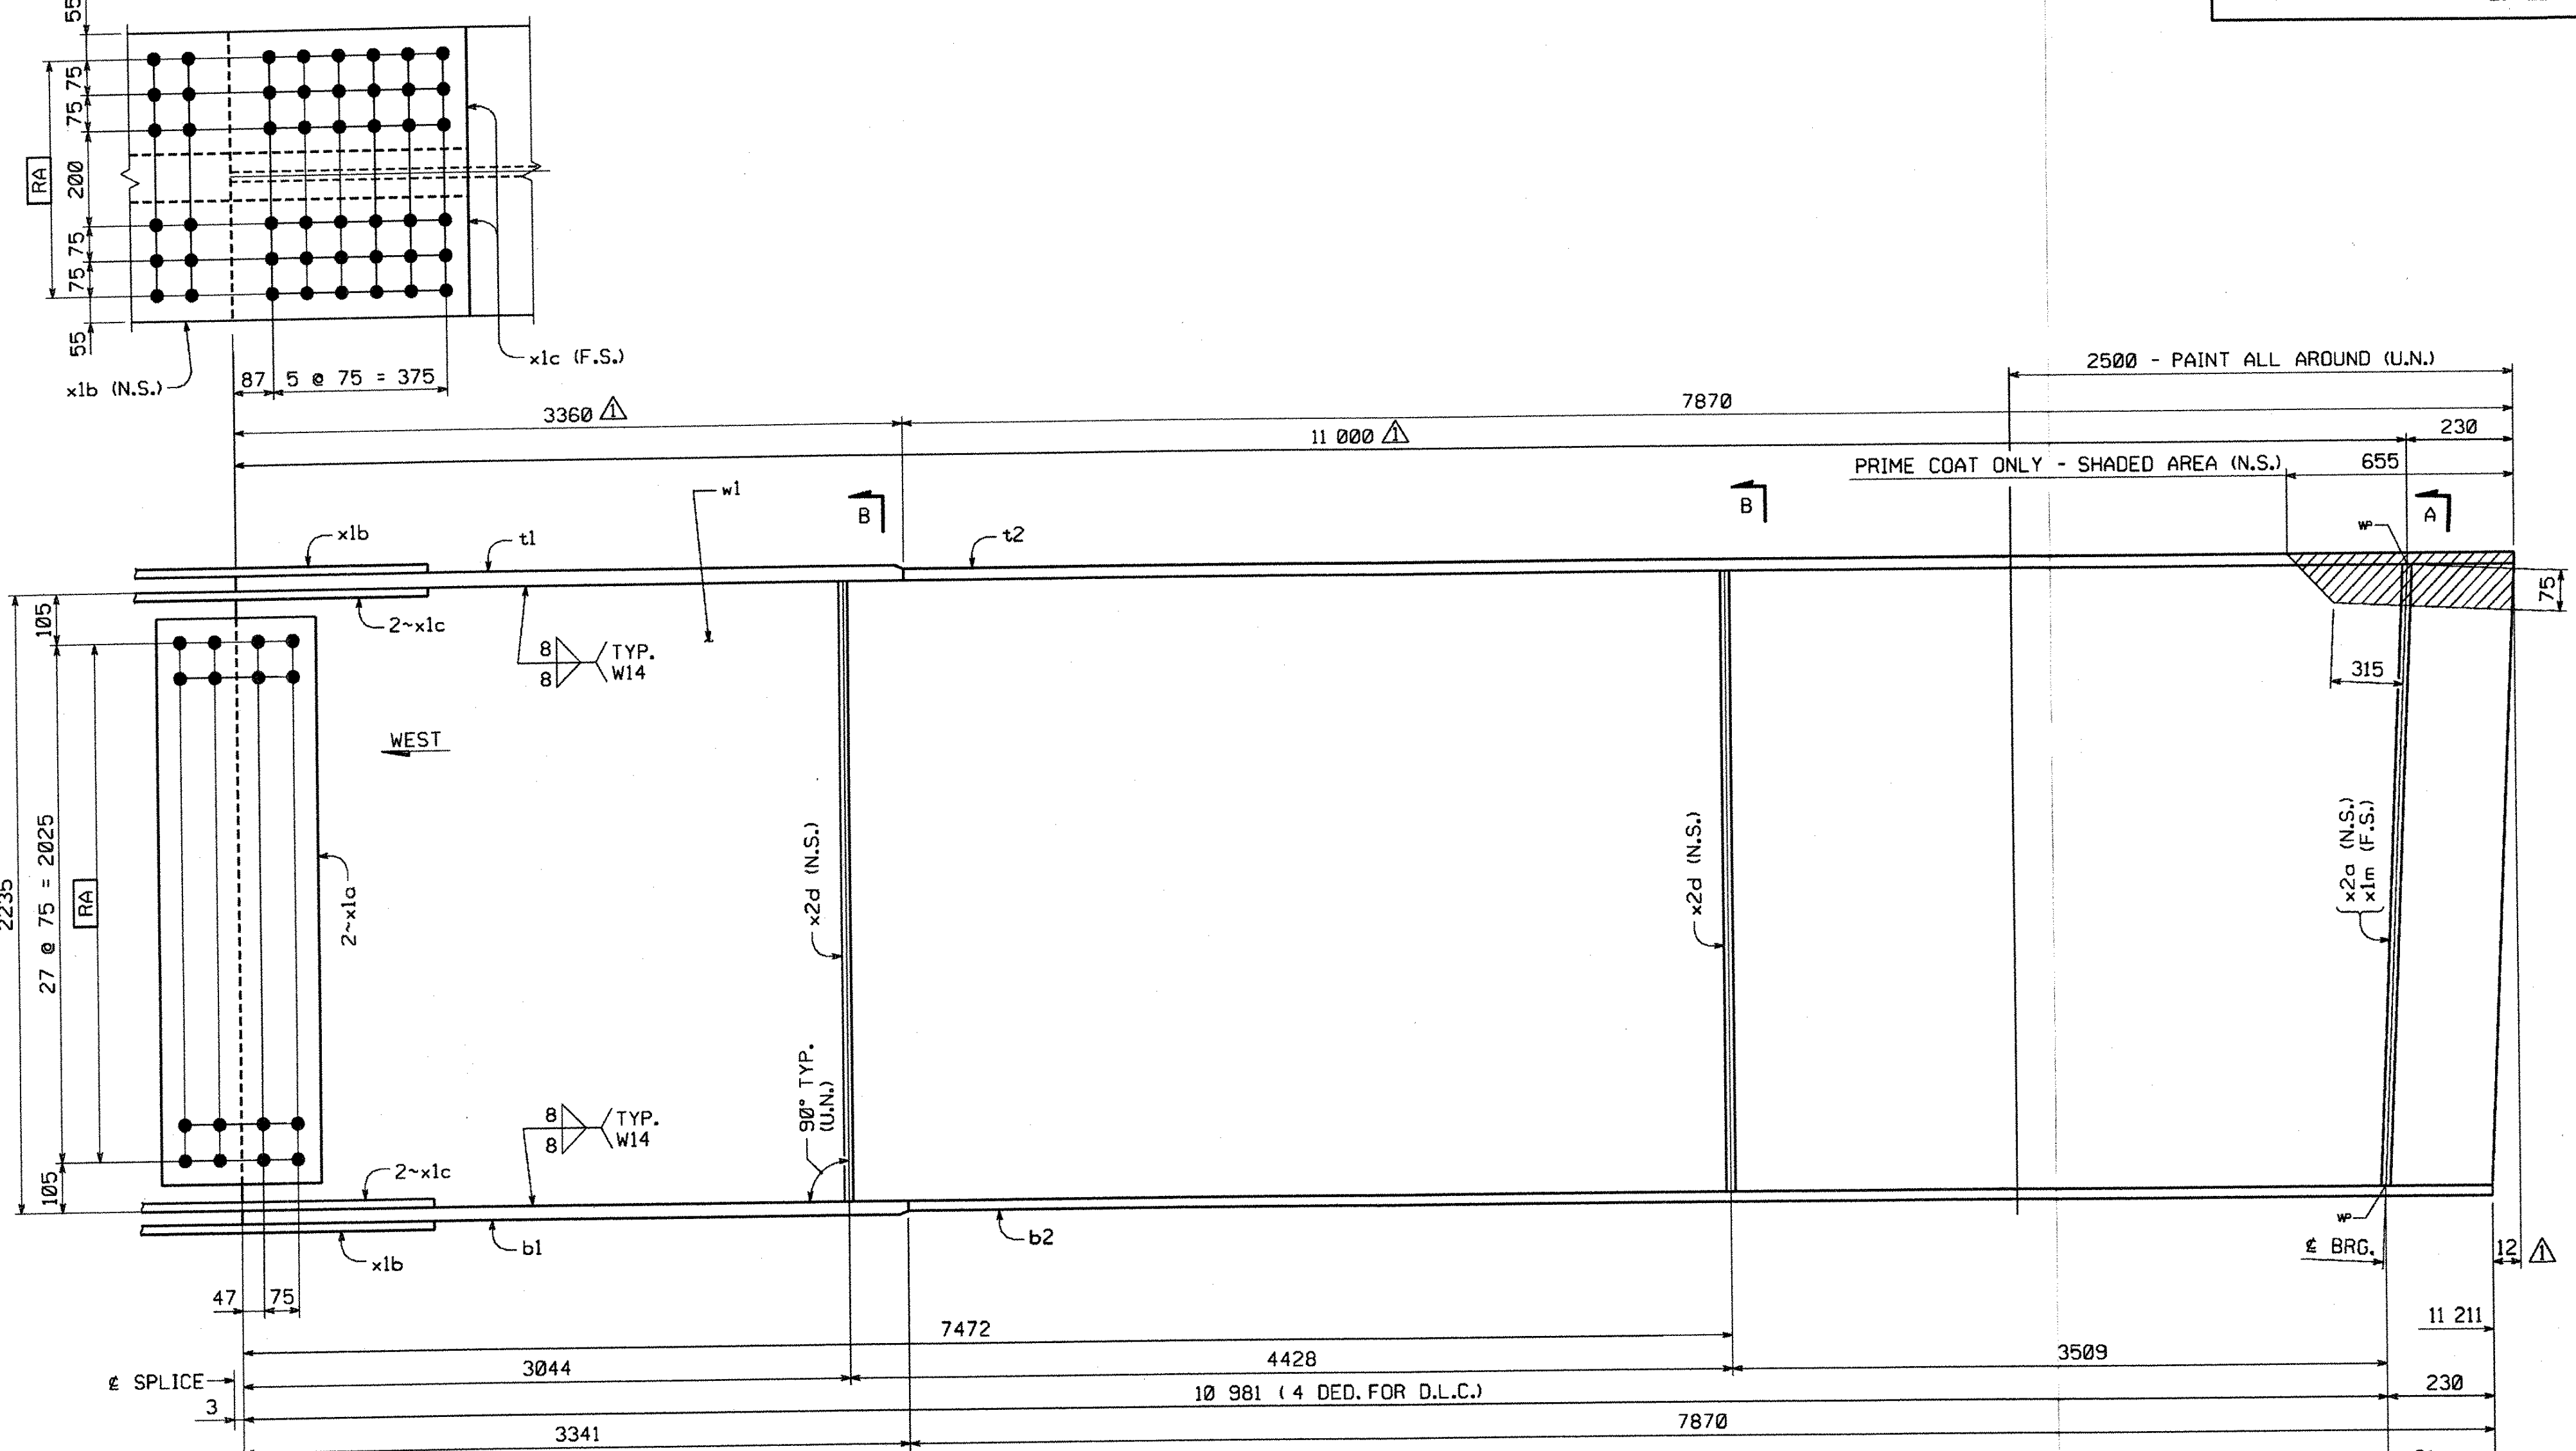 55
75
75
200
75
75
55
RA
x1b (N.S.)
x1c (F.S.)
87
5 @ 75 = 375
2500 - PAINT ALL AROUND (U.N.)
3360 1
7870
11 000 1
230
PRIME COAT ONLY - SHADED AREA (N.S.)
655
w1
B
B
A
WP
x1b
t1
t2
2~x1c
105
8
8
TYP.
W14
75
315
WEST
2235
27 @ 75 = 2025
RA
2~x1a
x2d (N.S.)
x2d (N.S.)
x2a (N.S.)
x1m (F.S.)
90° TYP.
(U.N.)
8
8
TYP.
W14
105
2~x1c
b1
b2
x1b
WP
℄ BRG.
12 1
47
75
11 211
7472
3044
4428
3509
℄ SPLICE
10 981 ( 4 DED. FOR D.L.C.)
230
3
7870
3341